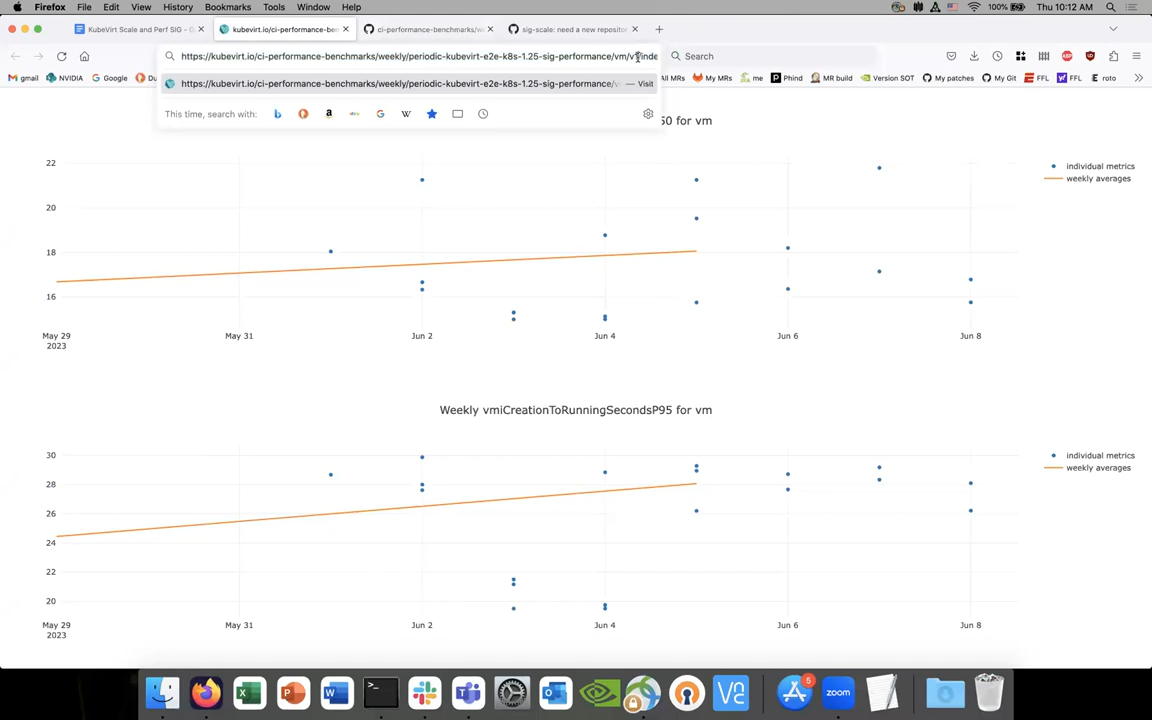 Firefox File Edit View History Bookmarks Tools Window Help 100% Thu 10:12 AM
KubeVirt Scale and Perf SIG - kubevirt.io/ci-performance-ben ci-performance-benchmarks/w sig-scale: need a new repositor
https://kubevirt.io/ci-performance-benchmarks/weekly/periodic-kubevirt-e2e-k8s-1.25-sig-performance/vm/v inde
Search
gmail NVIDIA Google Du All MRs My MRs me Phind MR build Version SOT My patches My Git FFL FFL roto
https://kubevirt.io/ci-performance-benchmarks/weekly/periodic-kubevirt-e2e-k8s-1.25-sig-performance/ — Visit
This time, search with:
50 for vm
individual metrics
weekly averages
22
20
18
16
May 29 May 31 Jun 2 Jun 4 Jun 6 Jun 8
2023
Weekly vmiCreationToRunningSecondsP95 for vm
individual metrics
weekly averages
30
28
26
24
22
20
May 29 May 31 Jun 2 Jun 4 Jun 6 Jun 8
2023
5
zoom